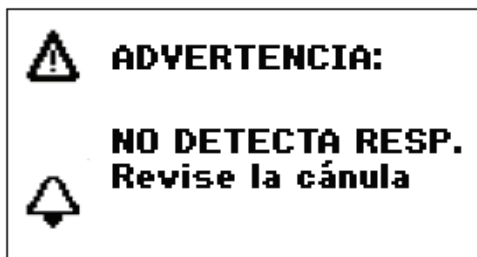 ADVERTENCIA:
NO DETECTA RESP.
Revise la cánula